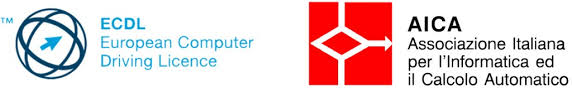 ™
ECDL
European Computer
Driving Licence
AICA
Associazione Italiana
per l'Informatica ed
il Calcolo Automatico